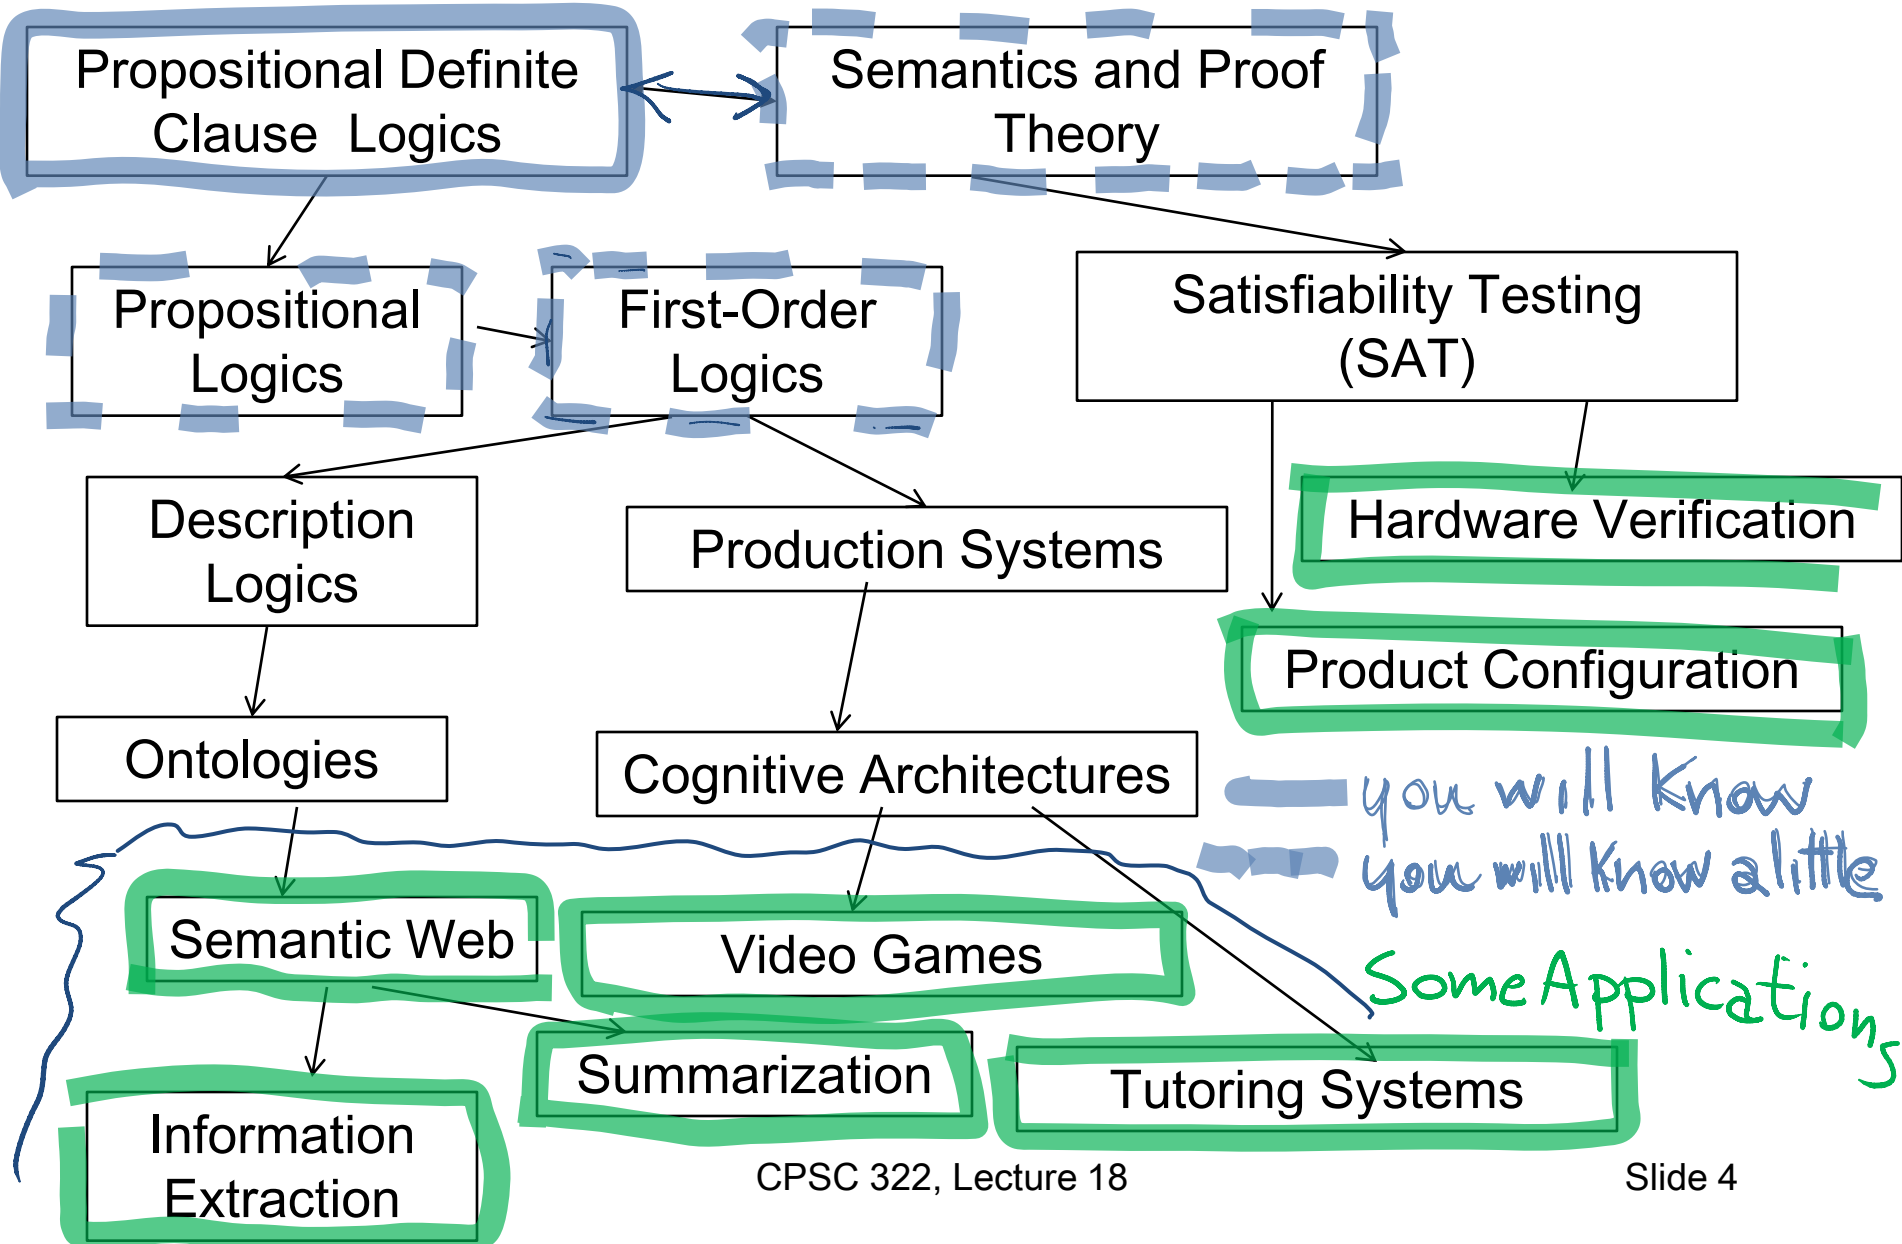 Propositional Definite
Clause Logics
Semantics and Proof
Theory
Propositional
Logics
First-Order
Logics
Satisfiability Testing
(SAT)
Description
Logics
Production Systems
Hardware Verification
Product Configuration
Ontologies
Cognitive Architectures
you will know
you will know a little
Semantic Web
Video Games
Some Applications
Summarization
Tutoring Systems
Information
Extraction
CPSC 322, Lecture 18
Slide 4